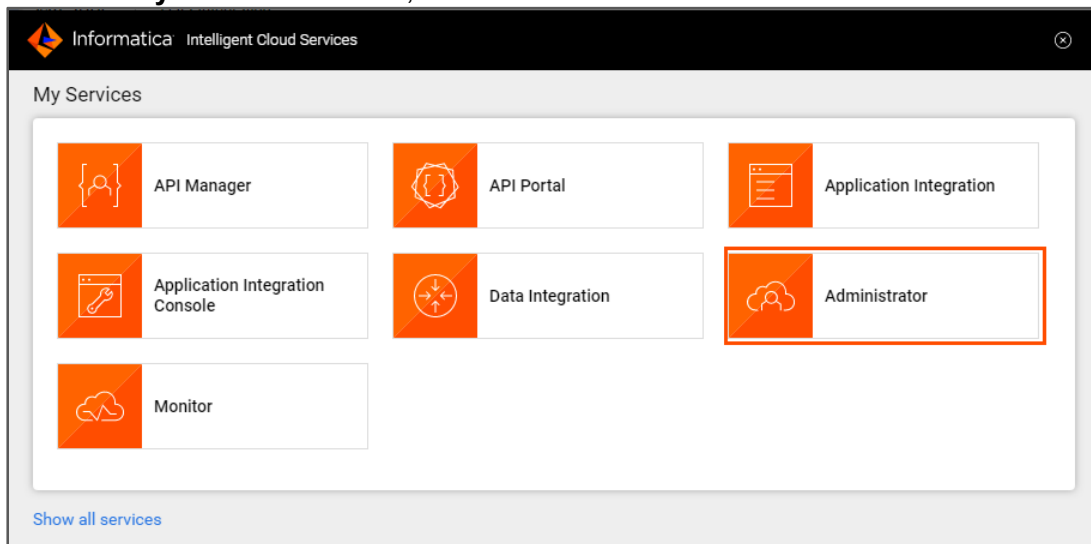 Informatica Intelligent Cloud Services
My Services
API Manager
API Portal
Application Integration
Application Integration
Console
Data Integration
Administrator
Monitor
Show all services